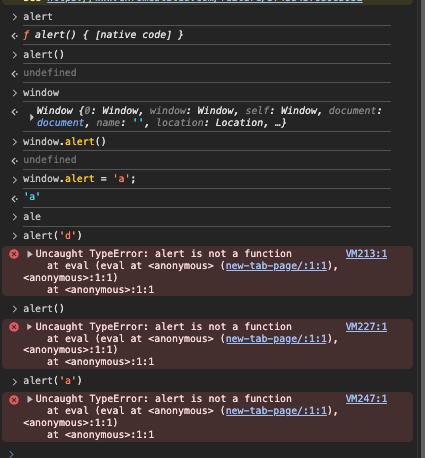 > alert
< ƒ alert() { [native code] }
> alert()
< undefined
> window
< ▶ Window {0: Window, window: Window, self: Window, document:
document, name: '', location: Location, …}
> window.alert()
< undefined
> window.alert = 'a';
< 'a'
> ale
> alert('d')
▶ Uncaught TypeError: alert is not a function VM213:1
at eval (eval at <anonymous> (new-tab-page/:1:1),
<anonymous>:1:1)
at <anonymous>:1:1
> alert()
▶ Uncaught TypeError: alert is not a function VM227:1
at eval (eval at <anonymous> (new-tab-page/:1:1),
<anonymous>:1:1)
at <anonymous>:1:1
> alert('a')
▶ Uncaught TypeError: alert is not a function VM247:1
at eval (eval at <anonymous> (new-tab-page/:1:1),
<anonymous>:1:1)
at <anonymous>:1:1
>